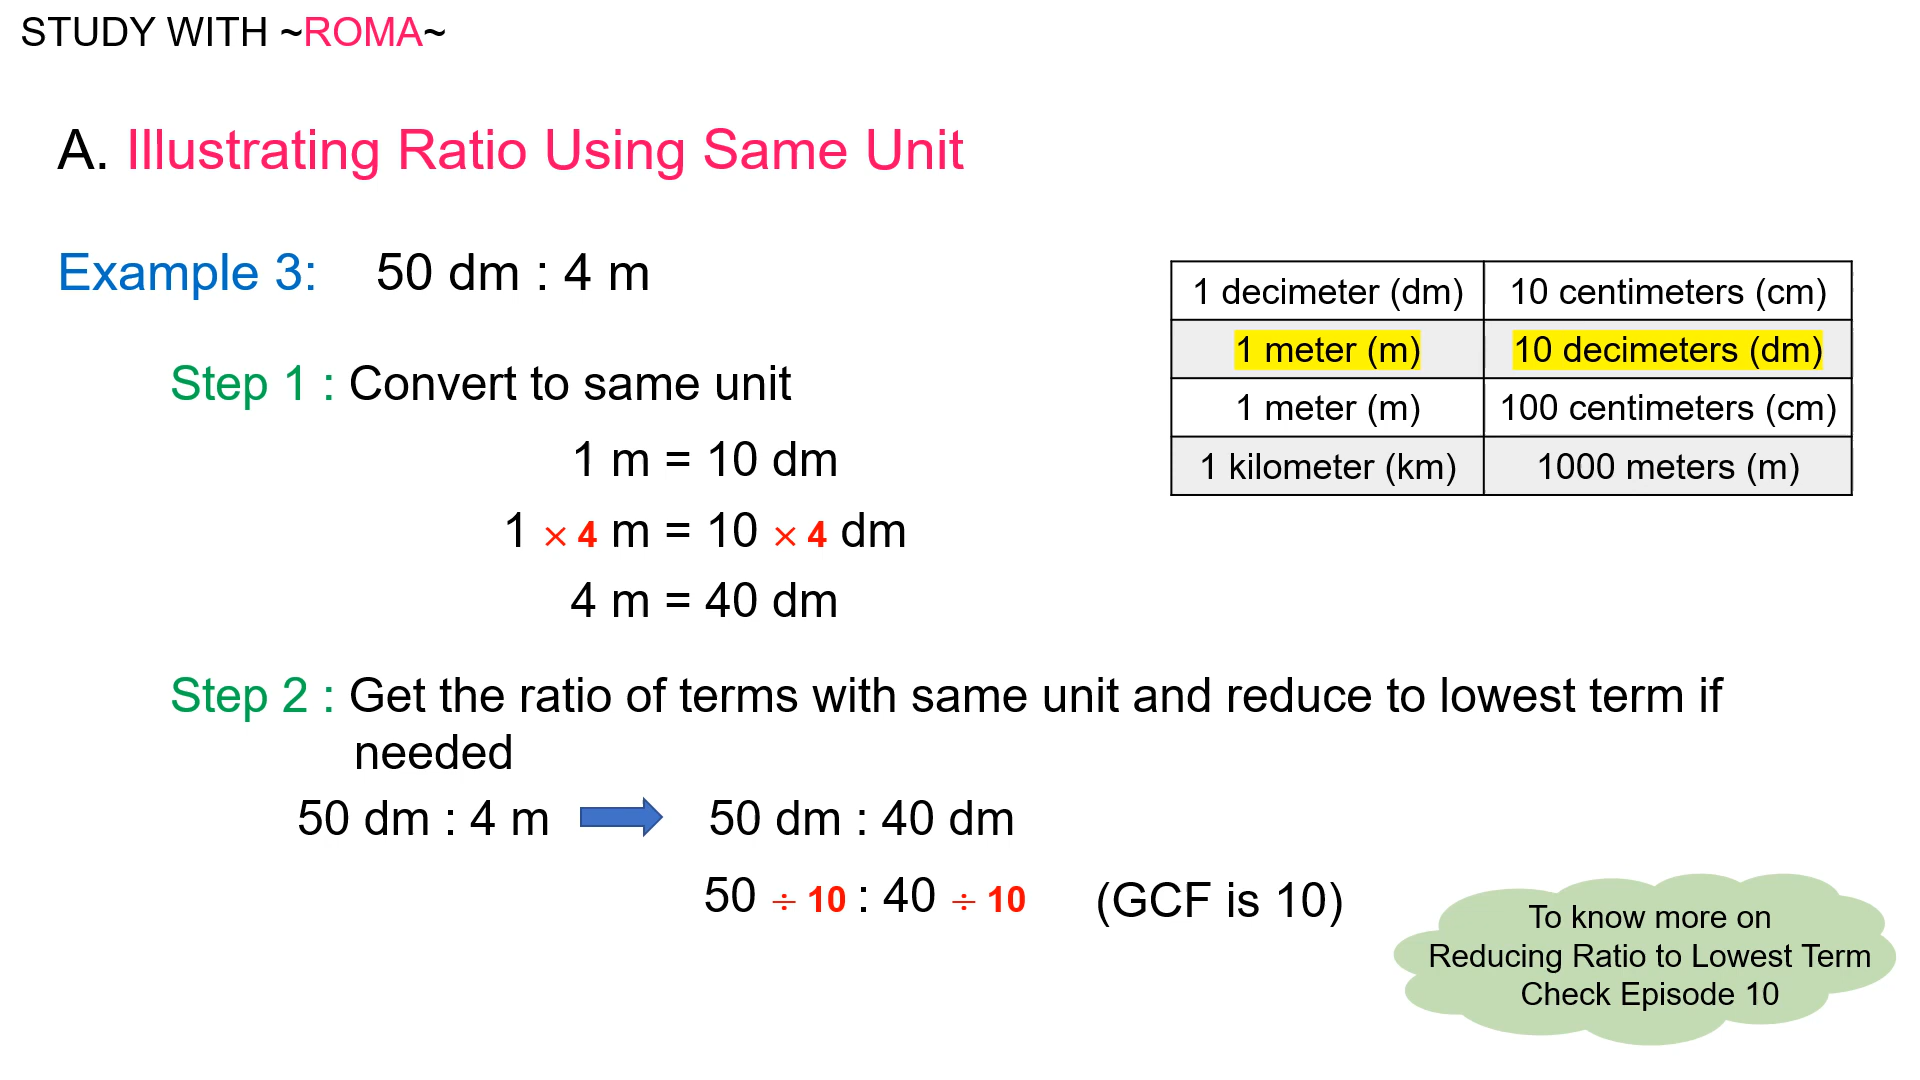 STUDY WITH ~ROMA~
A. Illustrating Ratio Using Same Unit
Example 3: 50 dm : 4 m
1 decimeter (dm) 10 centimeters (cm)
1 meter (m) 10 decimeters (dm)
1 meter (m) 100 centimeters (cm)
1 kilometer (km) 1000 meters (m)
Step 1 : Convert to same unit
1 m = 10 dm
1 × 4 m = 10 × 4 dm
4 m = 40 dm
Step 2 : Get the ratio of terms with same unit and reduce to lowest term if
needed
50 dm : 4 m 50 dm : 40 dm
50 ÷ 10 : 40 ÷ 10 (GCF is 10)
To know more on
Reducing Ratio to Lowest Term
Check Episode 10